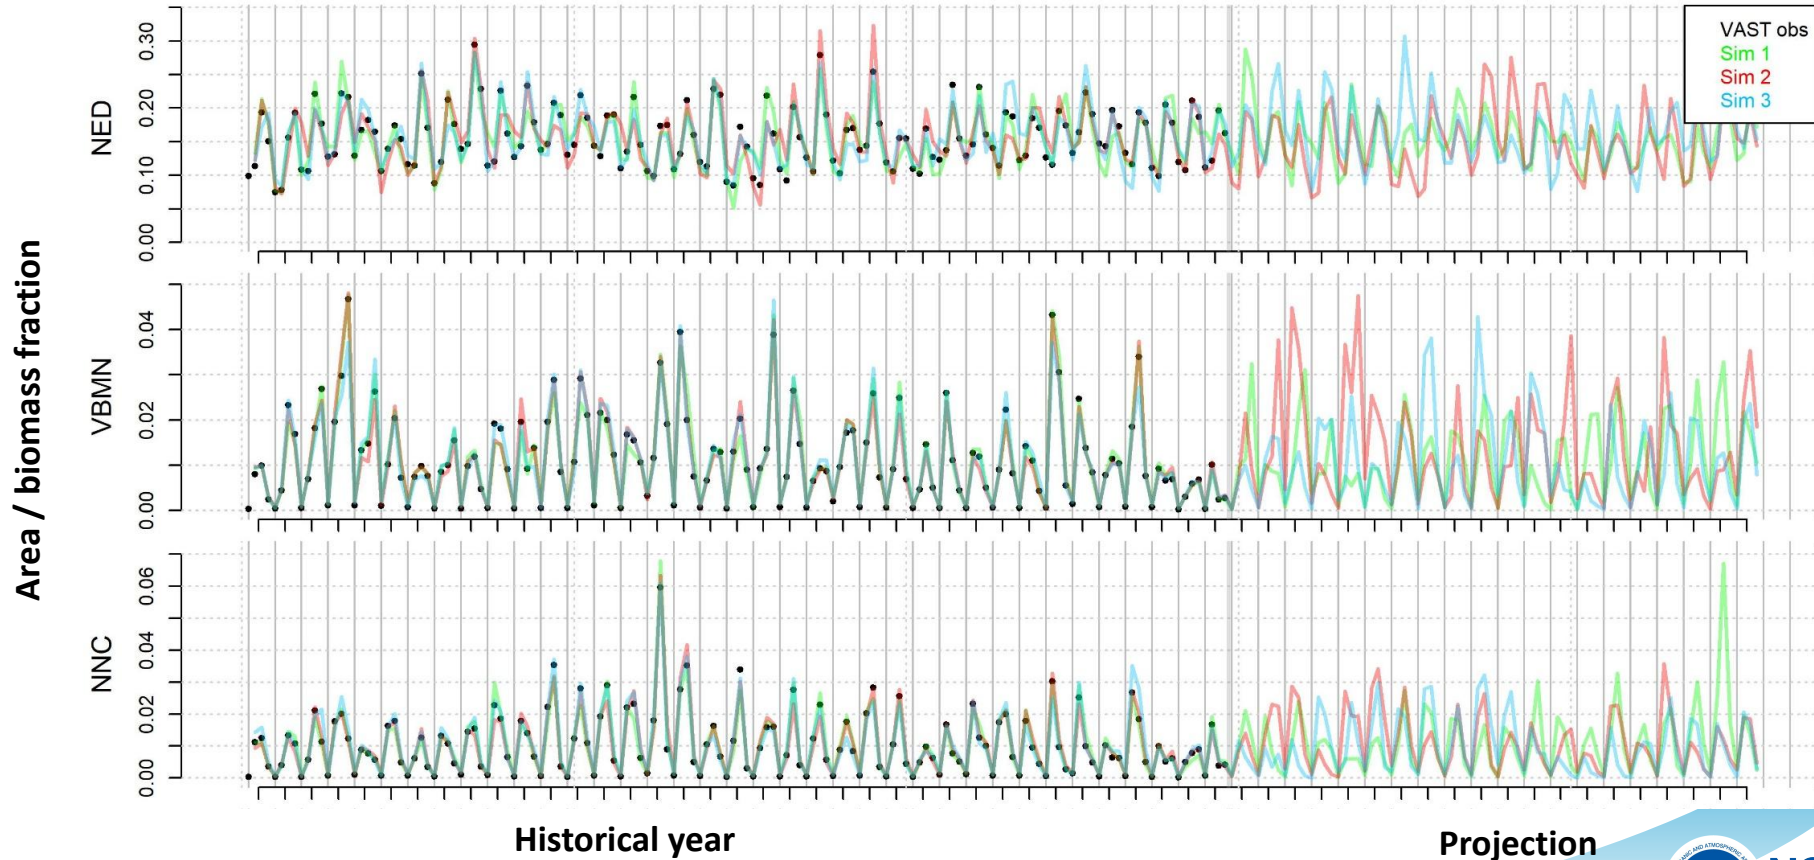 Area / biomass fraction
NED
0.30
0.20
0.10
0.00
VAST obs
Sim 1
Sim 2
Sim 3
VBMN
0.04
0.02
0.00
NNC
0.06
0.04
0.02
0.00
Historical year
Projection